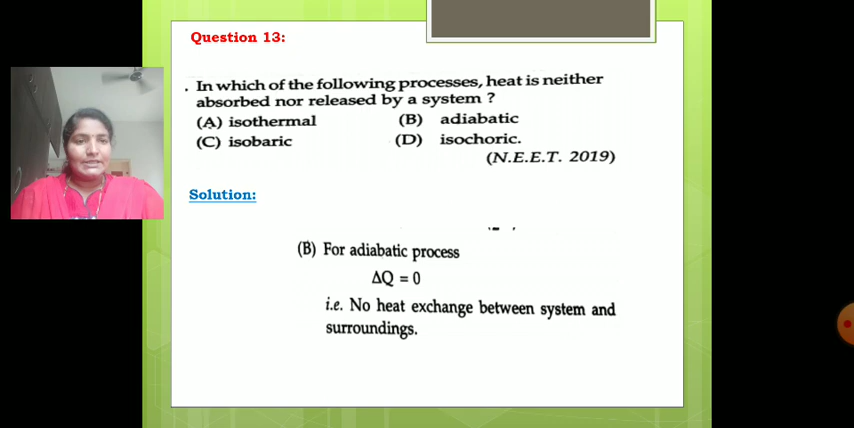 Question 13:
. In which of the following processes, heat is neither
absorbed nor released by a system ?
(A) isothermal (B) adiabatic
(C) isobaric (D) isochoric.
(N.E.E.T. 2019)
Solution:
(B) For adiabatic process
ΔQ = 0
i.e. No heat exchange between system and
surroundings.